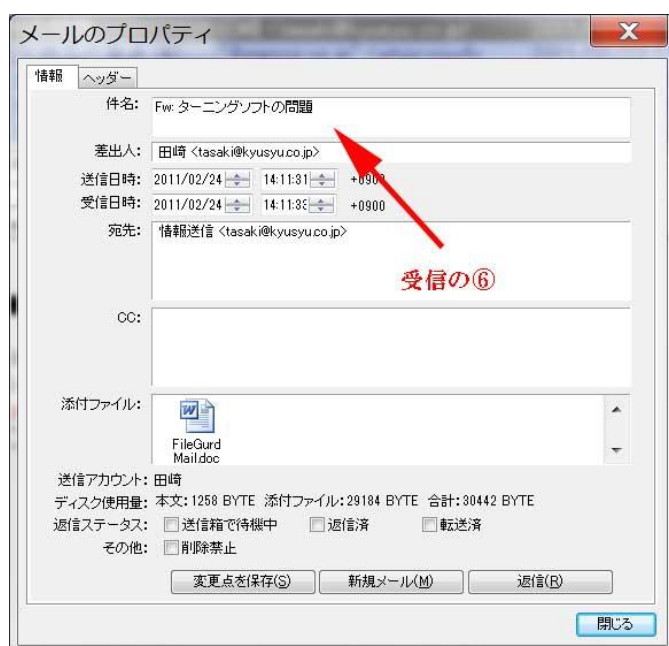 メールのプロパティ
情報 ヘッダー
件名: Fw: ターニングソフトの問題
差出人: 田崎 <tasaki@kyusyu.co.jp>
送信日時: 2011/02/24 14:11:31 +0900
受信日時: 2011/02/24 14:11:33 +0900
宛先: 情報送信 <tasaki@kyusyu.co.jp>
受信の⑥
CC:
添付ファイル:
FileGurd
Mail.doc
送信アカウント: 田崎
ディスク使用量: 本文:1258 BYTE 添付ファイル:29184 BYTE 合計:30442 BYTE
返信ステータス: 送信箱で待機中 返信済 転送済
その他: 削除禁止
変更点を保存(S) 新規メール(M) 返信(R)
閉じる